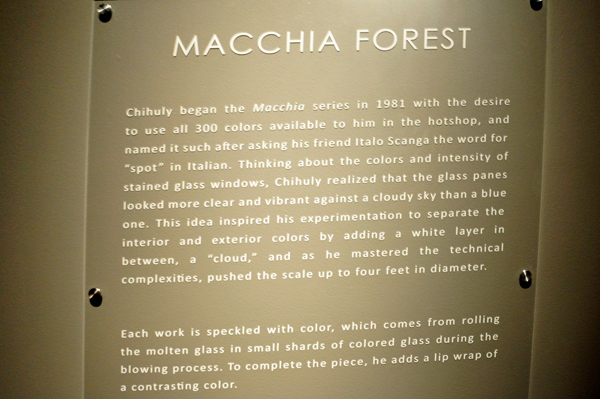 MACCHIA FOREST
Chihuly began the Macchia series in 1981 with the desire
to use all 300 colors available to him in the hotshop, and
named it such after asking his friend Italo Scanga the word for
“spot” in Italian. Thinking about the colors and intensity of
stained glass windows, Chihuly realized that the glass panes
looked more clear and vibrant against a cloudy sky than a blue
one. This idea inspired his experimentation to separate the
interior and exterior colors by adding a white layer in
between, a “cloud,” and as he mastered the technical
complexities, pushed the scale up to four feet in diameter.
Each work is speckled with color, which comes from rolling
the molten glass in small shards of colored glass during the
blowing process. To complete the piece, he adds a lip wrap of
a contrasting color.